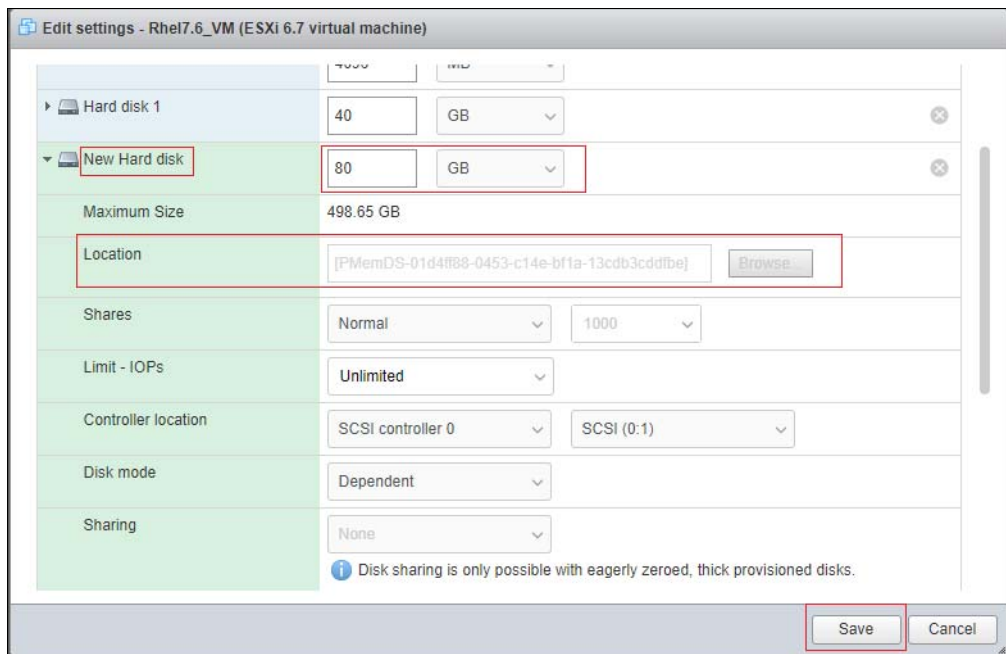 Edit settings - Rhel7.6_VM (ESXi 6.7 virtual machine)
Hard disk 1 40 GB
New Hard disk 80 GB
Maximum Size 498.65 GB
Location [PMemDS-01d4ff88-0453-c14e-bf1a-13cdb3cddfbe] Browse...
Shares Normal 1000
Limit - IOPs Unlimited
Controller location SCSI controller 0 SCSI (0:1)
Disk mode Dependent
Sharing None
Disk sharing is only possible with eagerly zeroed, thick provisioned disks.
Save Cancel